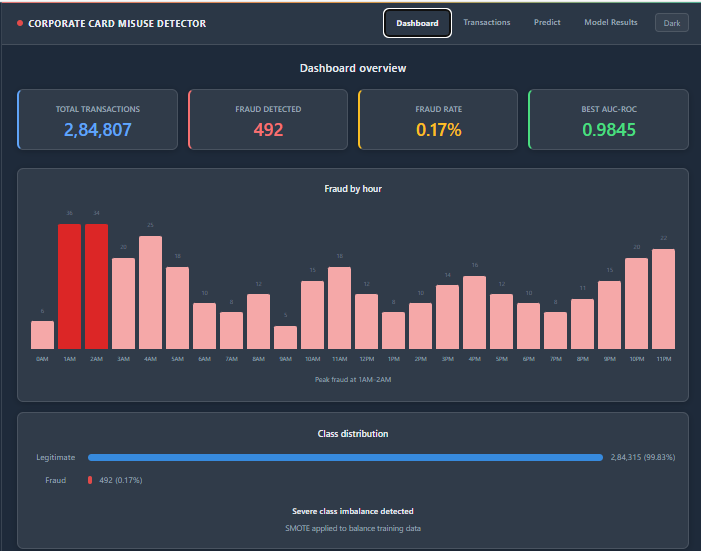 CORPORATE CARD MISUSE DETECTOR
Dashboard Transactions Predict Model Results Dark
Dashboard overview
TOTAL TRANSACTIONS FRAUD DETECTED FRAUD RATE BEST AUC-ROC
2,84,807 492 0.17% 0.9845
Fraud by hour
6 36 34 20 25 18 10 8 12 5 15 18 12 8 10 14 16 12 10 8 11 15 20 22
0AM 1AM 2AM 3AM 4AM 5AM 6AM 7AM 8AM 9AM 10AM 11AM 12PM 1PM 2PM 3PM 4PM 5PM 6PM 7PM 8PM 9PM 10PM 11PM
Peak fraud at 1AM–2AM
Class distribution
Legitimate 2,84,315 (99.83%)
Fraud 492 (0.17%)
Severe class imbalance detected
SMOTE applied to balance training data